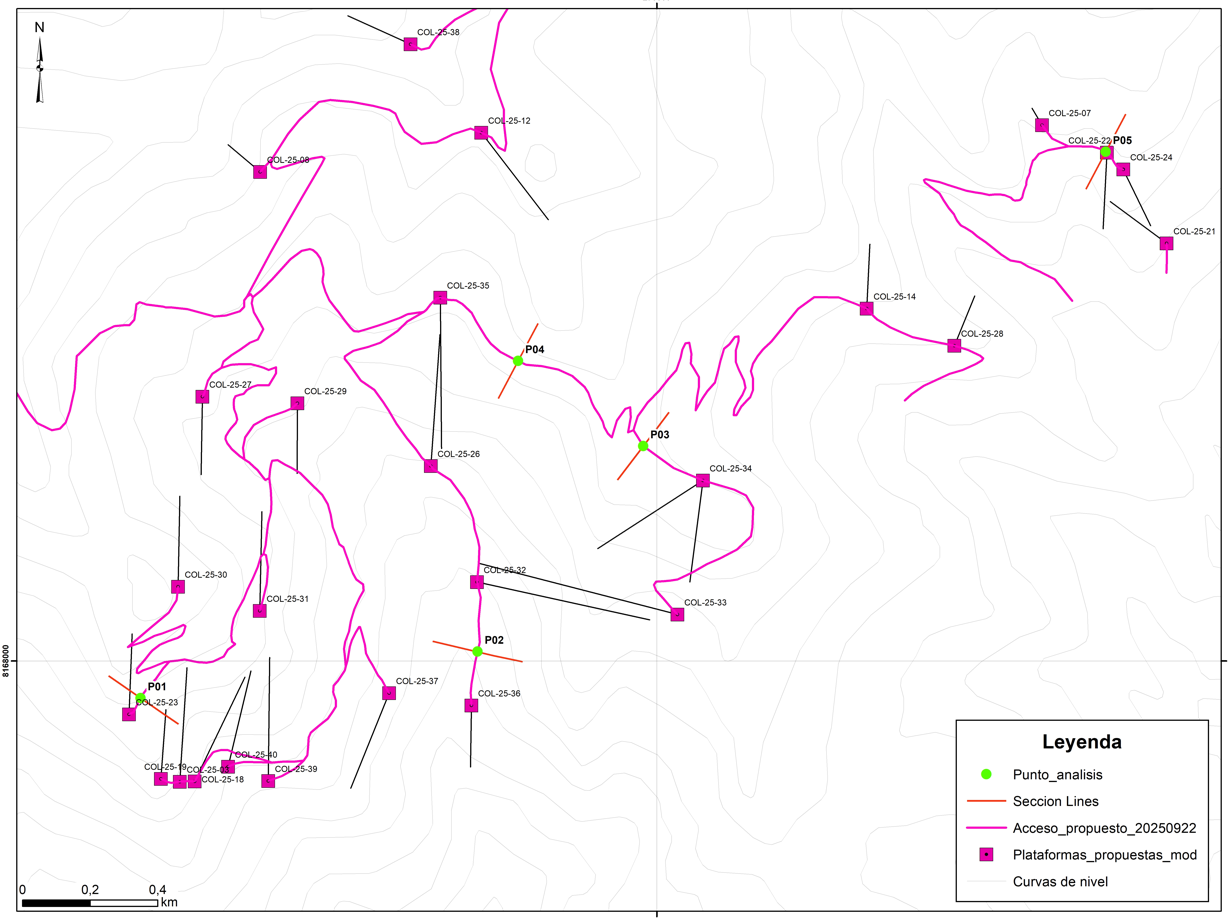 N
COL-25-38
COL-25-12
COL-25-07
COL-25-22
P05
COL-25-24
COL-25-08
COL-25-21
COL-25-35
COL-25-14
COL-25-28
P04
COL-25-27
COL-25-29
P03
COL-25-26
COL-25-34
COL-25-30
COL-25-32
COL-25-31
COL-25-33
P02
8168000
P01
COL-25-37
COL-25-23
COL-25-36
COL-25-40
COL-25-19
COL-25-18
COL-25-39
Leyenda
Punto_analisis
Seccion Lines
Acceso_propuesto_20250922
Plataformas_propuestas_mod
Curvas de nivel
0 0,2 0,4
km